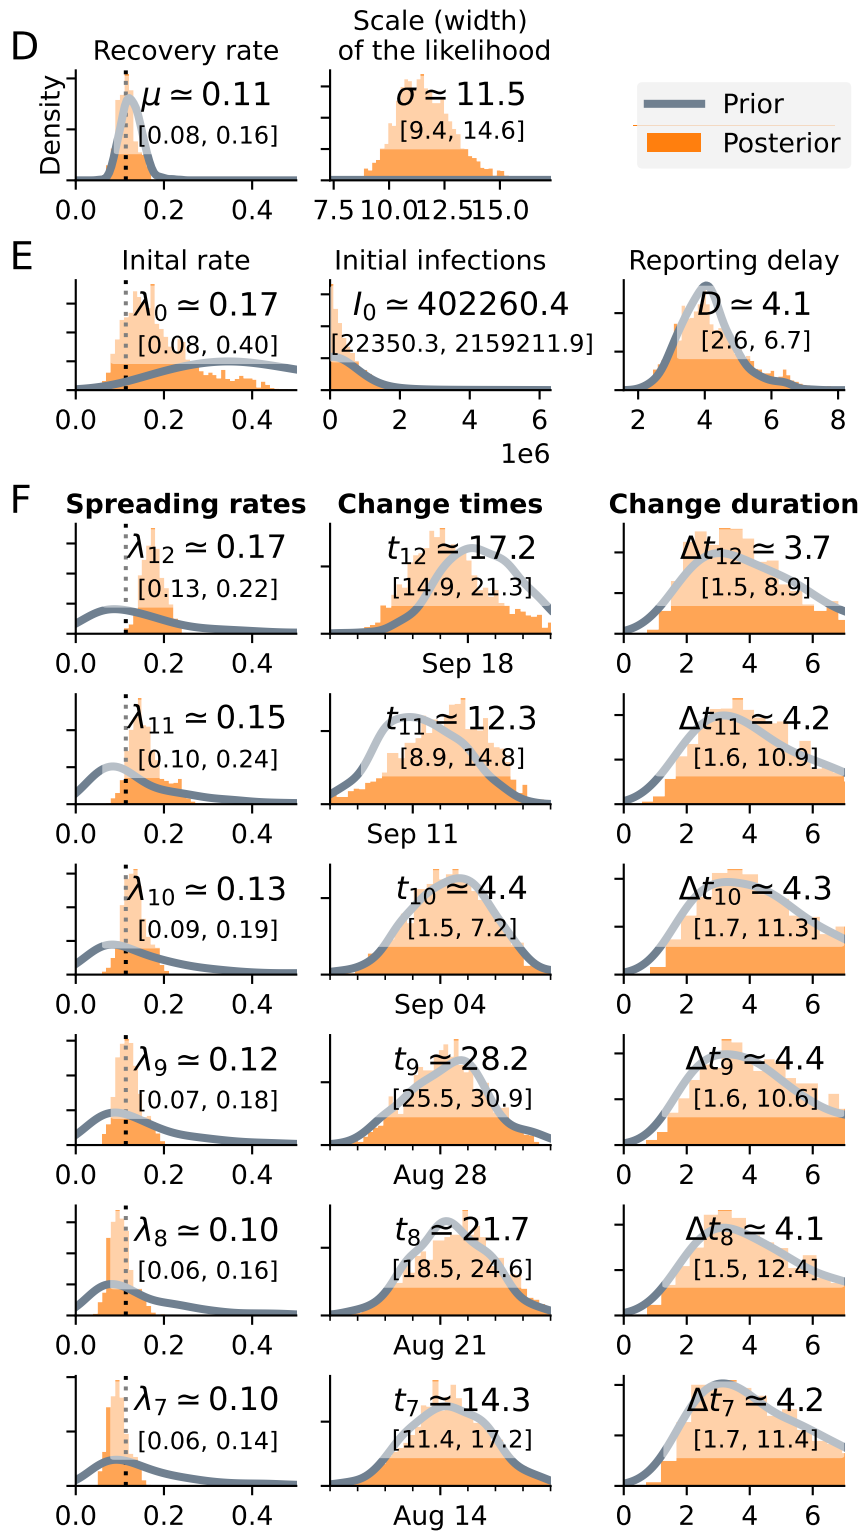 D
Recovery rate
Scale (width)
of the likelihood
Density
μ ≃ 0.11
[0.08, 0.16]
σ ≃ 11.5
[9.4, 14.6]
Prior
Posterior
0.0 0.2 0.4
7.5 10.0 12.5 15.0
E
Inital rate
Initial infections
Reporting delay
λ0 ≃ 0.17
[0.08, 0.40]
I0 ≃ 402260.4
[22350.3, 2159211.9]
D ≃ 4.1
[2.6, 6.7]
0.0 0.2 0.4
0 2 4 6
1e6
2 4 6 8
F
Spreading rates
Change times
Change duration
λ12 ≃ 0.17
[0.13, 0.22]
t12 ≃ 17.2
[14.9, 21.3]
Δt12 ≃ 3.7
[1.5, 8.9]
0.0 0.2 0.4
Sep 18
0 2 4 6
λ11 ≃ 0.15
[0.10, 0.24]
t11 ≃ 12.3
[8.9, 14.8]
Δt11 ≃ 4.2
[1.6, 10.9]
0.0 0.2 0.4
Sep 11
0 2 4 6
λ10 ≃ 0.13
[0.09, 0.19]
t10 ≃ 4.4
[1.5, 7.2]
Δt10 ≃ 4.3
[1.7, 11.3]
0.0 0.2 0.4
Sep 04
0 2 4 6
λ9 ≃ 0.12
[0.07, 0.18]
t9 ≃ 28.2
[25.5, 30.9]
Δt9 ≃ 4.4
[1.6, 10.6]
0.0 0.2 0.4
Aug 28
0 2 4 6
λ8 ≃ 0.10
[0.06, 0.16]
t8 ≃ 21.7
[18.5, 24.6]
Δt8 ≃ 4.1
[1.5, 12.4]
0.0 0.2 0.4
Aug 21
0 2 4 6
λ7 ≃ 0.10
[0.06, 0.14]
t7 ≃ 14.3
[11.4, 17.2]
Δt7 ≃ 4.2
[1.7, 11.4]
0.0 0.2 0.4
Aug 14
0 2 4 6